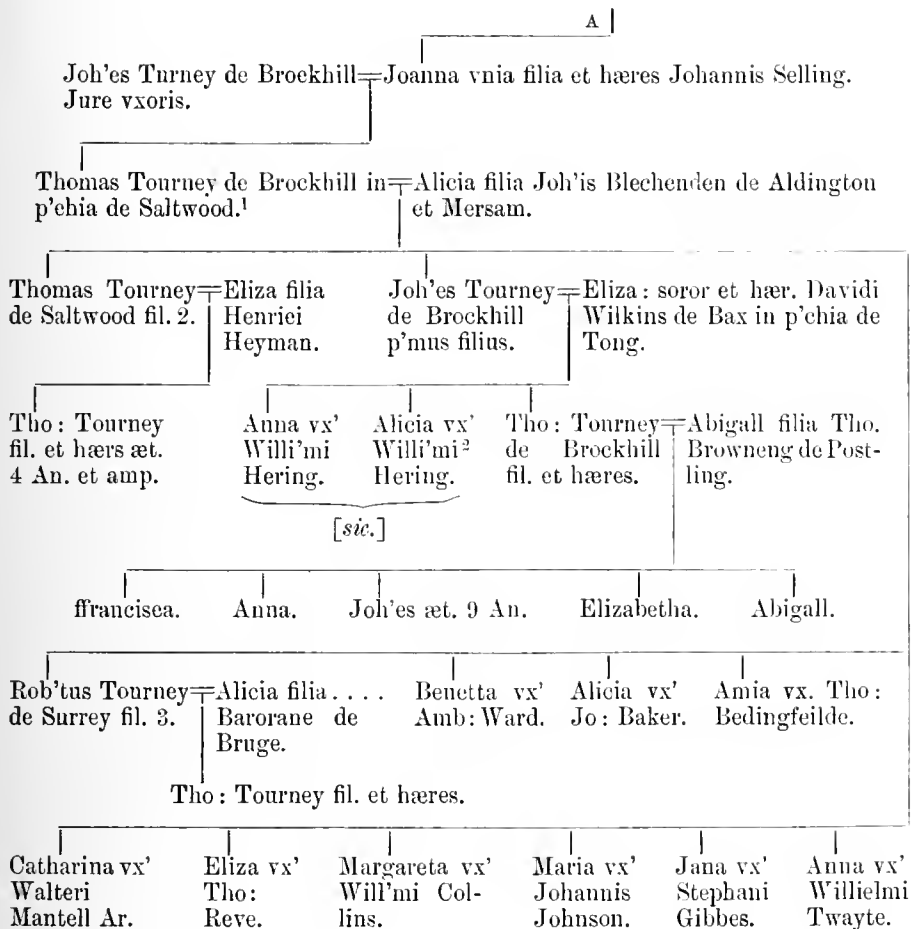 A
Joh'es Turney de Brockhill=Joanna vnia filia et hæres Johannis Selling.
Jure vxoris.
Thomas Tourney de Brockhill in=Alicia filia Joh'is Blechenden de Aldington
p'chia de Saltwood.¹ et Mersam.
Thomas Tourney=Eliza filia Joh'es Tourney=Eliza: soror et hær. Davidi
de Saltwood fil. 2. Henrici de Brockhill Wilkins de Bax in p'chia de
Heyman. p'mus filius. Tong.
Tho: Tourney Anna vx' Alicia vx' Tho: Tourney=Abigall filia Tho.
fil. et hærs æt. Willi'mi Willi'mi² de Brockhill Browneng de Post-
4 An. et amp. Hering. Hering. fil. et hæres. ling.
[sic.]
ffrancisca. Anna. Joh'es æt. 9 An. Elizabetha. Abigall.
Rob'tus Tourney=Alicia filia .... Benetta vx' Alicia vx' Amia vx. Tho:
de Surrey fil. 3. Barorane de Amb: Ward. Jo: Baker. Bedingfeilde.
Bruge.
Tho: Tourney fil. et hæres.
Catharina vx' Eliza vx' Margareta vx' Maria vx' Jana vx' Anna vx'
Walteri Tho: Will'mi Col- Johannis Stephani Willielmi
Mantell Ar. Reve. lins. Johnson. Gibbes. Twayte.